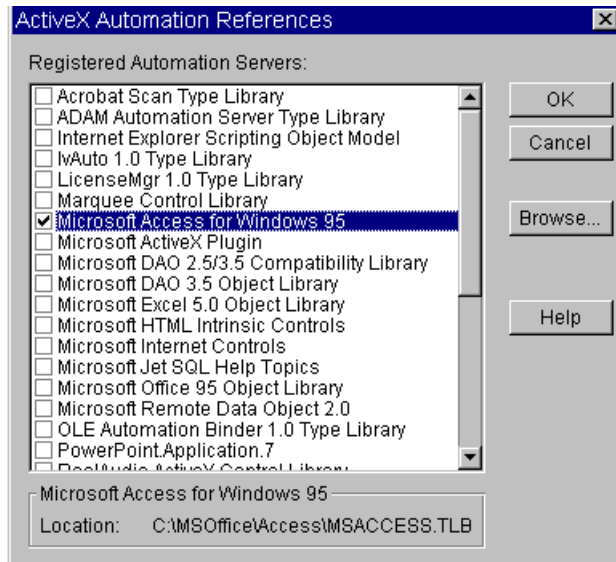 ActiveX Automation References
Registered Automation Servers:
Acrobat Scan Type Library
ADAM Automation Server Type Library
Internet Explorer Scripting Object Model
IvAuto 1.0 Type Library
LicenseMgr 1.0 Type Library
Marquee Control Library
Microsoft Access for Windows 95
Microsoft ActiveX Plugin
Microsoft DAO 2.5/3.5 Compatibility Library
Microsoft DAO 3.5 Object Library
Microsoft Excel 5.0 Object Library
Microsoft HTML Intrinsic Controls
Microsoft Internet Controls
Microsoft Jet SQL Help Topics
Microsoft Office 95 Object Library
Microsoft Remote Data Object 2.0
OLE Automation Binder 1.0 Type Library
PowerPoint.Application.7
RealAudio ActiveX Control Library
OK
Cancel
Browse...
Help
Microsoft Access for Windows 95
Location: C:\MSOffice\Access\MSACCESS.TLB